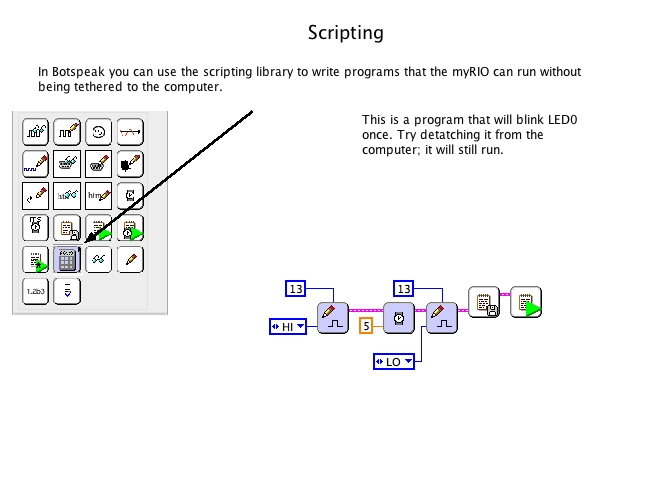 Scripting
In Botspeak you can use the scripting library to write programs that the myRIO can run without
being tethered to the computer.
This is a program that will blink LED0
once. Try detatching it from the
computer; it will still run.
1.2b3
13
13
HI
5
LO